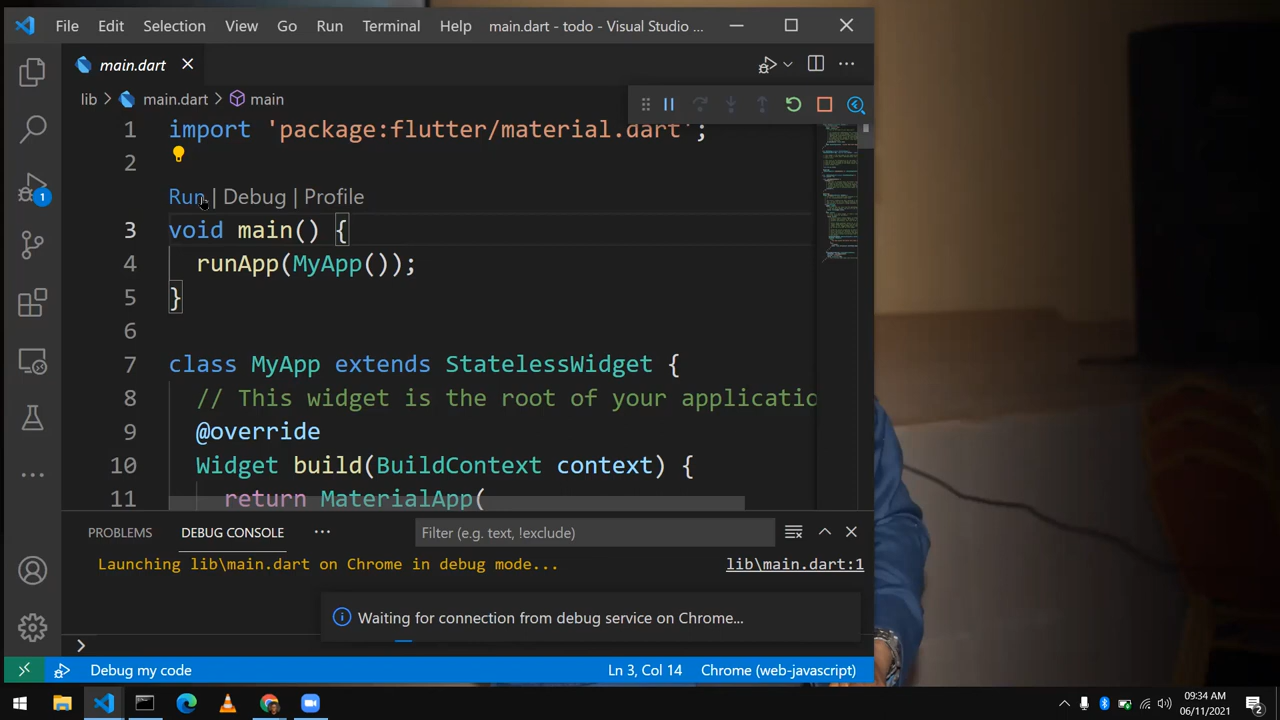 File Edit Selection View Go Run Terminal Help main.dart - todo - Visual Studio ...
main.dart
lib > main.dart > main
1 import 'package:flutter/material.dart';
2
Run | Debug | Profile
3 void main() {
4 runApp(MyApp());
5 }
6
7 class MyApp extends StatelessWidget {
8 // This widget is the root of your applicatio
9 @override
10 Widget build(BuildContext context) {
11 return MaterialApp(
1
PROBLEMS DEBUG CONSOLE ... Filter (e.g. text, !exclude)
Launching lib\main.dart on Chrome in debug mode... lib\main.dart:1
Waiting for connection from debug service on Chrome...
>
Debug my code Ln 3, Col 14 Chrome (web-javascript)
09:34 AM
06/11/2021
2